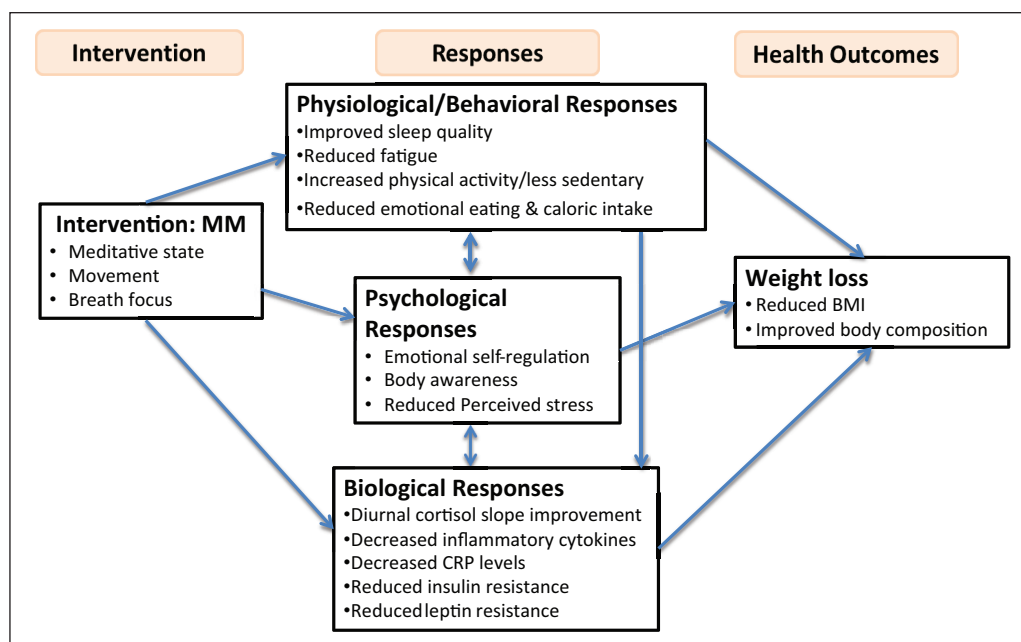 Intervention
Responses
Health Outcomes
Physiological/Behavioral Responses
•Improved sleep quality
•Reduced fatigue
•Increased physical activity/less sedentary
•Reduced emotional eating & caloric intake
Intervention: MM
• Meditative state
• Movement
• Breath focus
Psychological
Responses
• Emotional self-regulation
• Body awareness
• Reduced Perceived stress
Weight loss
• Reduced BMI
• Improved body composition
Biological Responses
•Diurnal cortisol slope improvement
•Decreased inflammatory cytokines
•Decreased CRP levels
•Reduced insulin resistance
•Reduced leptin resistance